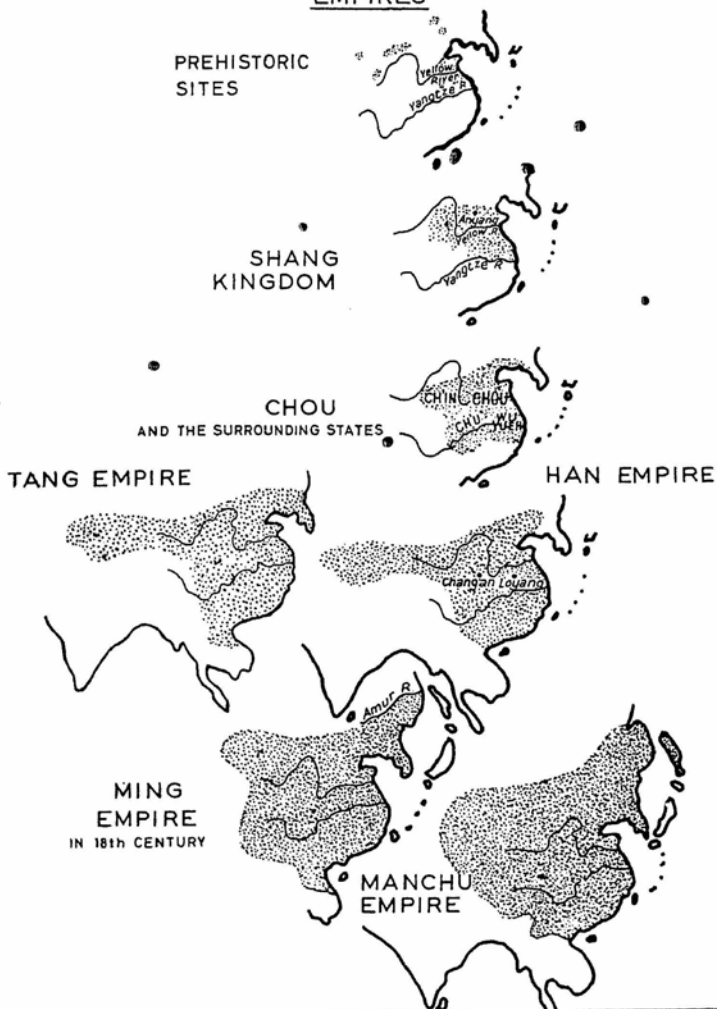 EMPIRES
PREHISTORIC
SITES
Yellow
River
Yangtze R
SHANG
KINGDOM
Anyang
Yellow R
Yangtze R
CHOU
AND THE SURROUNDING STATES
CH'IN
CHOU
CHU
WU
YUEH
TANG EMPIRE
HAN EMPIRE
Changan
Loyang
Amur R
MING
EMPIRE
IN 18th CENTURY
MANCHU
EMPIRE